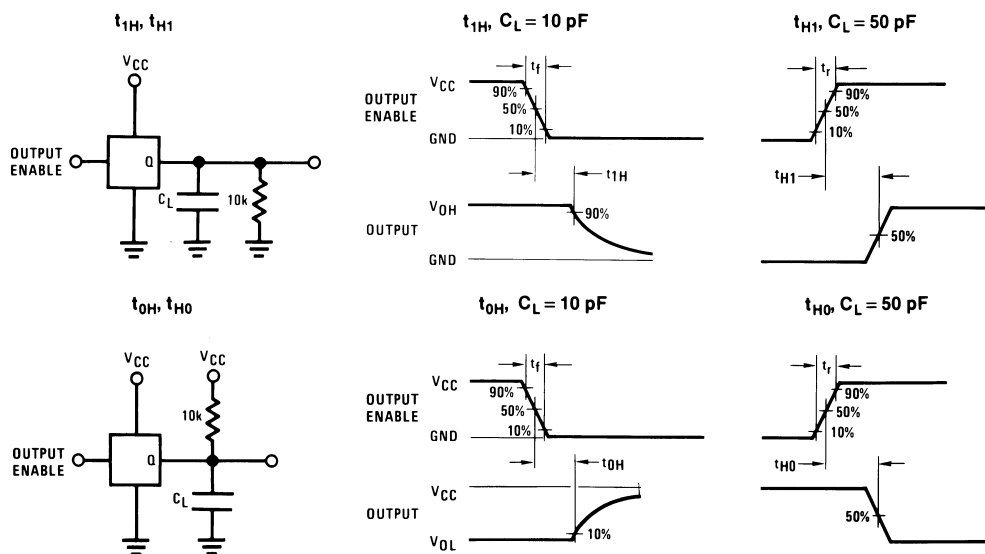 t1H, tH1
VCC
OUTPUT
ENABLE
Q
CL
10k
t1H, CL = 10 pF
tf
VCC
90%
OUTPUT
ENABLE
50%
10%
GND
t1H
VOH
90%
OUTPUT
GND
tH1, CL = 50 pF
tr
90%
50%
10%
tH1
50%
t0H, tH0
VCC
VCC
10k
OUTPUT
ENABLE
Q
CL
t0H, CL = 10 pF
tf
VCC
90%
OUTPUT
ENABLE
50%
10%
GND
t0H
VCC
OUTPUT
10%
VOL
tH0, CL = 50 pF
tr
90%
50%
10%
tH0
50%